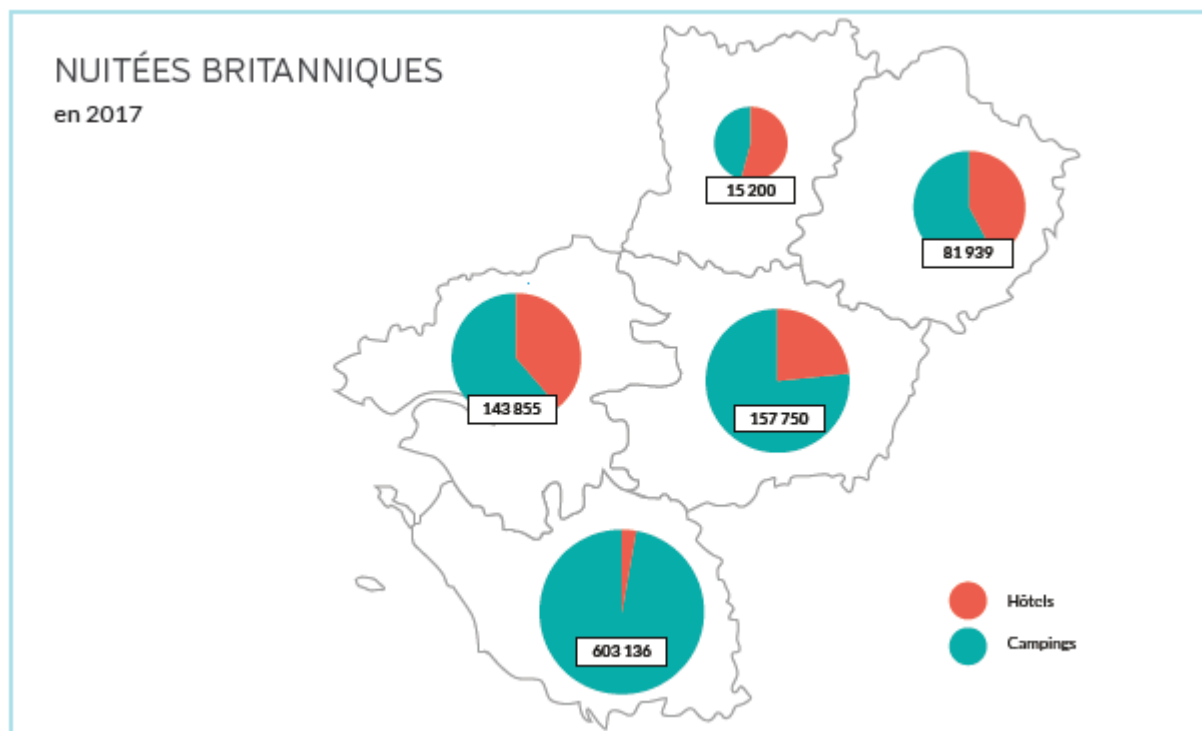 NUITÉES BRITANNIQUES
en 2017
15 200
81 939
143 855
157 750
603 136
Hôtels
Campings